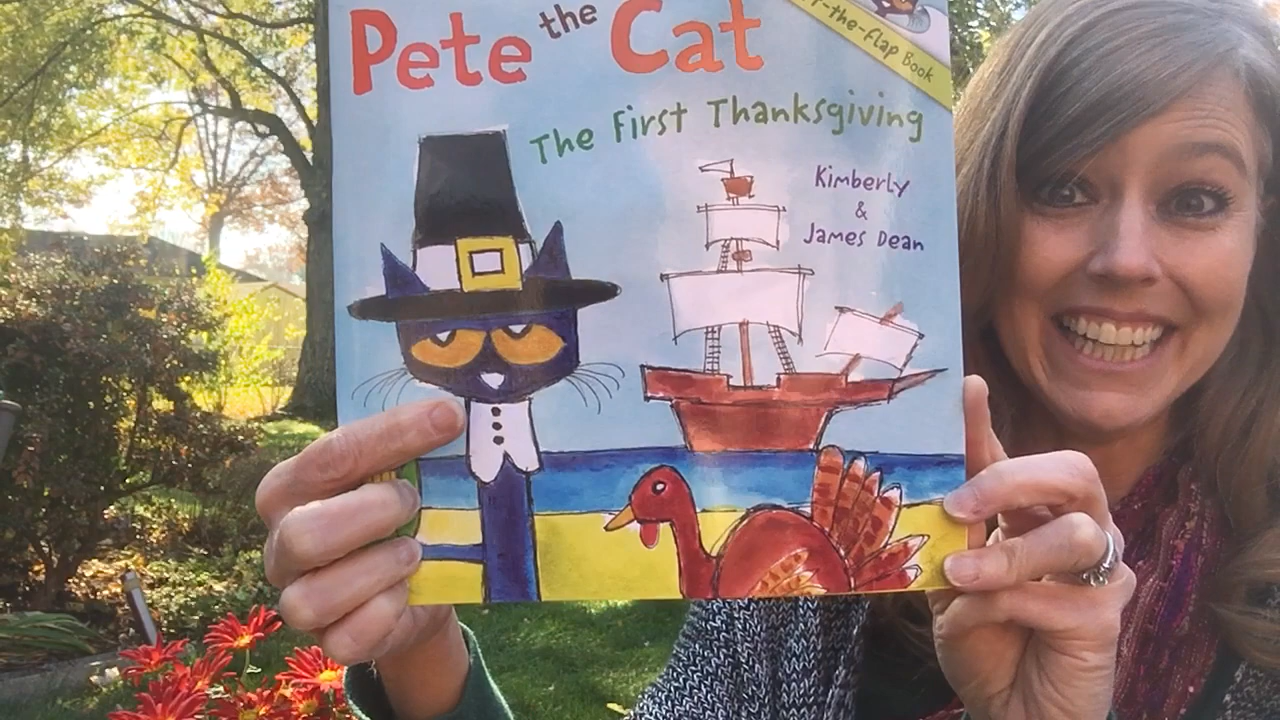 Pete the Cat
-the-Flap Book
The First Thanksgiving
Kimberly
&
James Dean